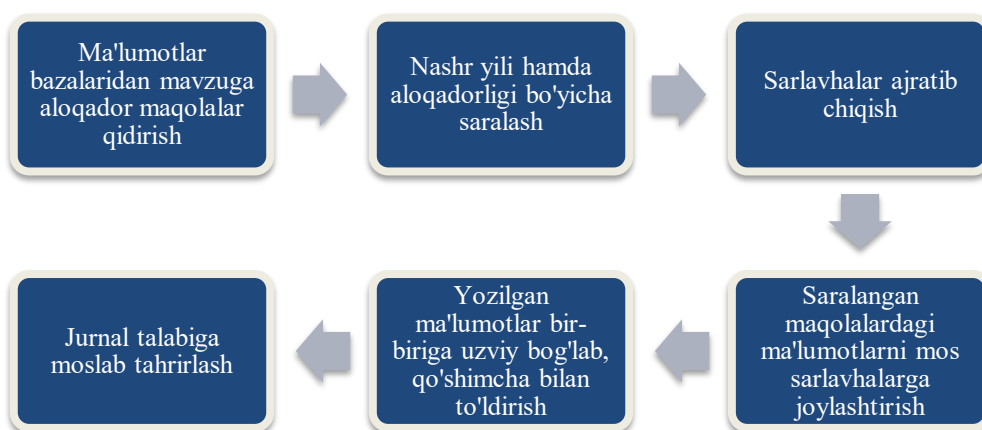 Ma'lumotlar
bazalaridan mavzuga
aloqador maqolalar
qidirish
Nashr yili hamda
aloqadorligi bo'yicha
saralash
Sarlavhalar ajratib
chiqish
Saralangan
maqolalardagi
ma'lumotlarni mos
sarlavhalarga
joylashtirish
Yozilgan
ma'lumotlar bir-
biriga uzviy bog'lab,
qo'shimcha bilan
to'ldirish
Jurnal talabiga
moslab tahrirlash